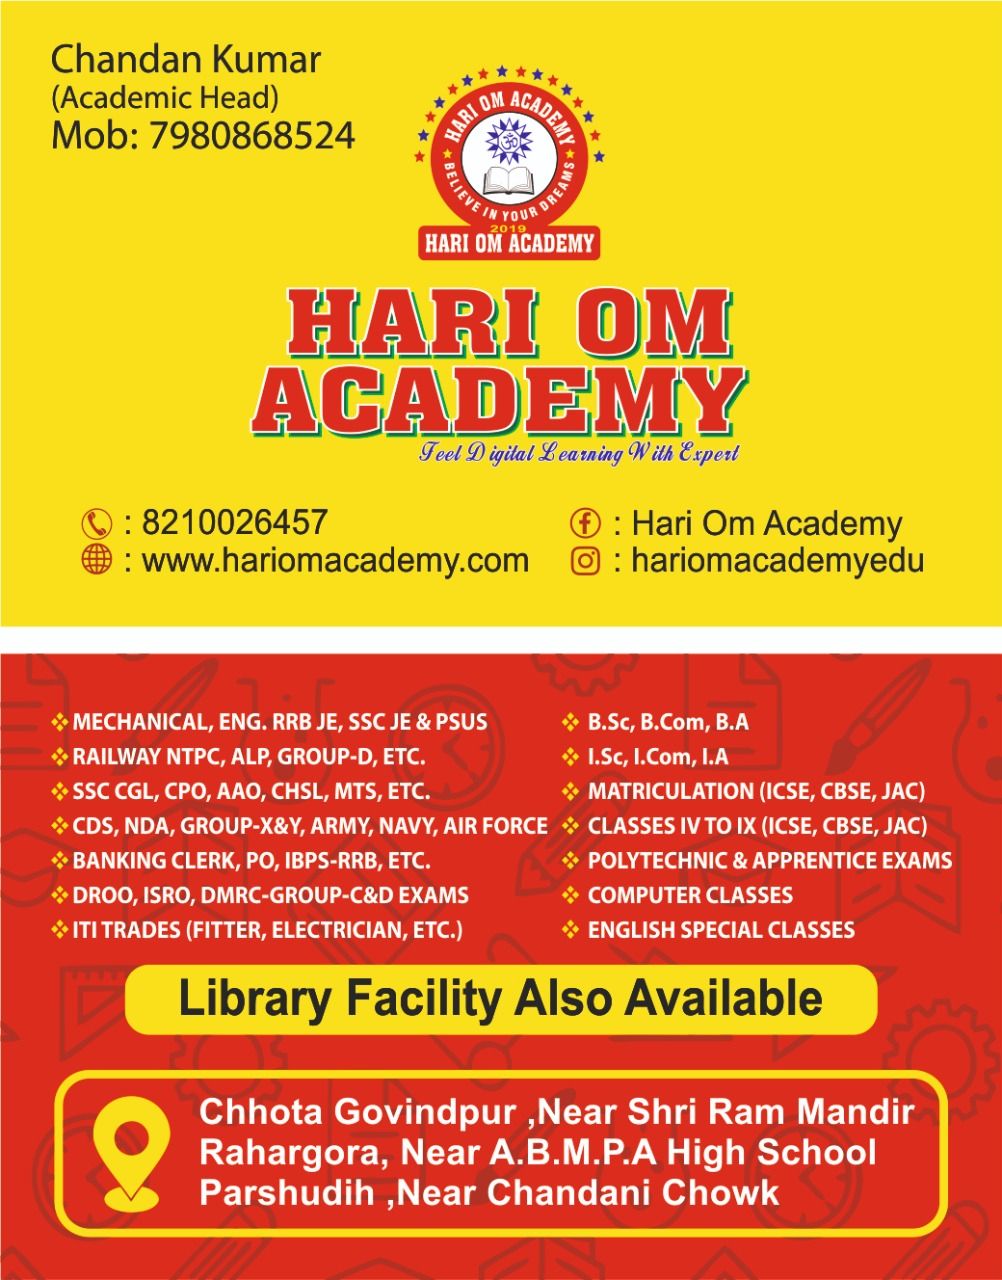 Chandan Kumar
(Academic Head)
Mob: 7980868524
HARI OM ACADEMY
BELIEVE IN YOUR DREAMS
2019
HARI OM ACADEMY
HARI OM
ACADEMY
Feel Digital Learning With Expert
: 8210026457
: www.hariomacademy.com
: Hari Om Academy
: hariomacademyedu
MECHANICAL, ENG. RRB JE, SSC JE & PSUS
RAILWAY NTPC, ALP, GROUP-D, ETC.
SSC CGL, CPO, AAO, CHSL, MTS, ETC.
CDS, NDA, GROUP-X&Y, ARMY, NAVY, AIR FORCE
BANKING CLERK, PO, IBPS-RRB, ETC.
DROO, ISRO, DMRC-GROUP-C&D EXAMS
ITI TRADES (FITTER, ELECTRICIAN, ETC.)
B.Sc, B.Com, B.A
I.Sc, I.Com, I.A
MATRICULATION (ICSE, CBSE, JAC)
CLASSES IV TO IX (ICSE, CBSE, JAC)
POLYTECHNIC & APPRENTICE EXAMS
COMPUTER CLASSES
ENGLISH SPECIAL CLASSES
Library Facility Also Available
Chhota Govindpur ,Near Shri Ram Mandir
Rahargora, Near A.B.M.P.A High School
Parshudih ,Near Chandani Chowk